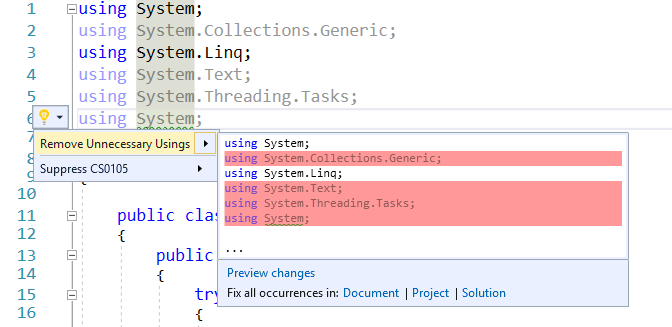 1 using System;
2 using System.Collections.Generic;
3 using System.Linq;
4 using System.Text;
5 using System.Threading.Tasks;
6 using System;
7
Remove Unnecessary Usings
8
Suppress CS0105
9 {
10
11 public clas
12 {
13 public
14 {
15 try
16 {
using System;
using System.Collections.Generic;
using System.Linq;
using System.Text;
using System.Threading.Tasks;
using System;
...
Preview changes
Fix all occurrences in: Document | Project | Solution